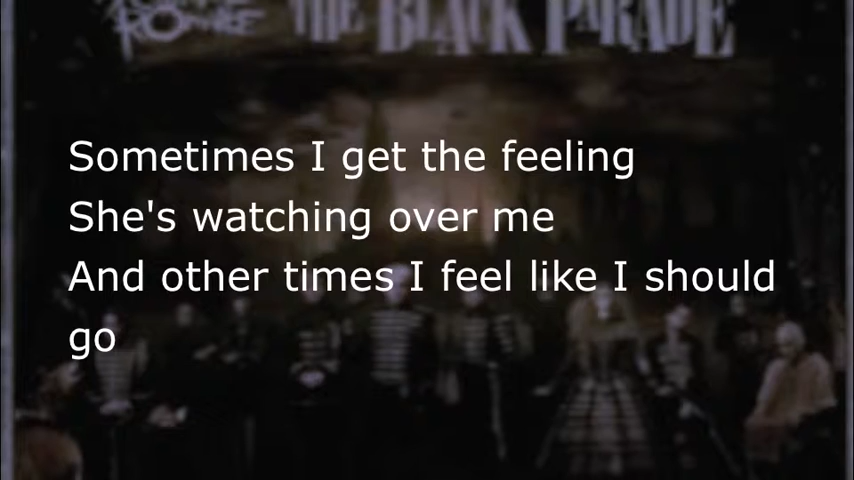 THE BLACK PARADE
Sometimes I get the feeling
She's watching over me
And other times I feel like I should
go